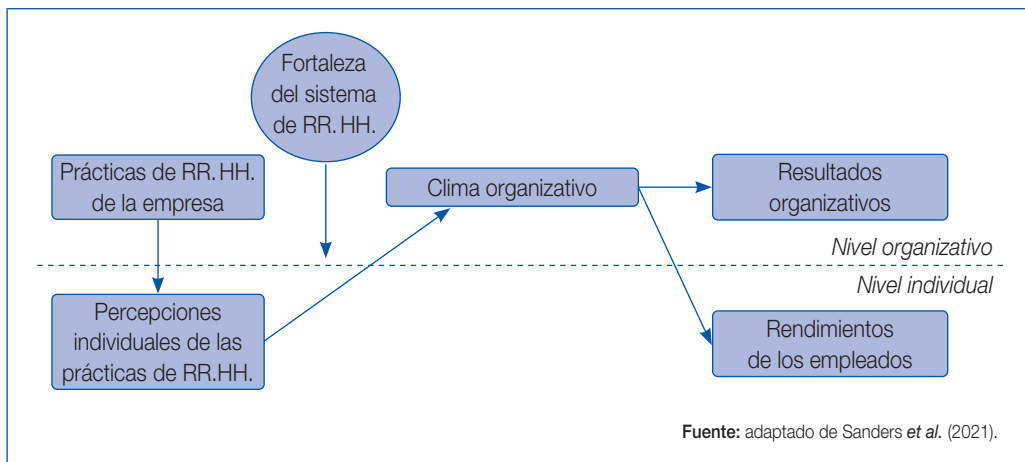 Fortaleza
del sistema
de RR. HH.
Prácticas de RR. HH.
de la empresa
Clima organizativo
Resultados
organizativos
Nivel organizativo
Nivel individual
Percepciones
individuales de las
prácticas de RR.HH.
Rendimientos
de los empleados
Fuente: adaptado de Sanders et al. (2021).